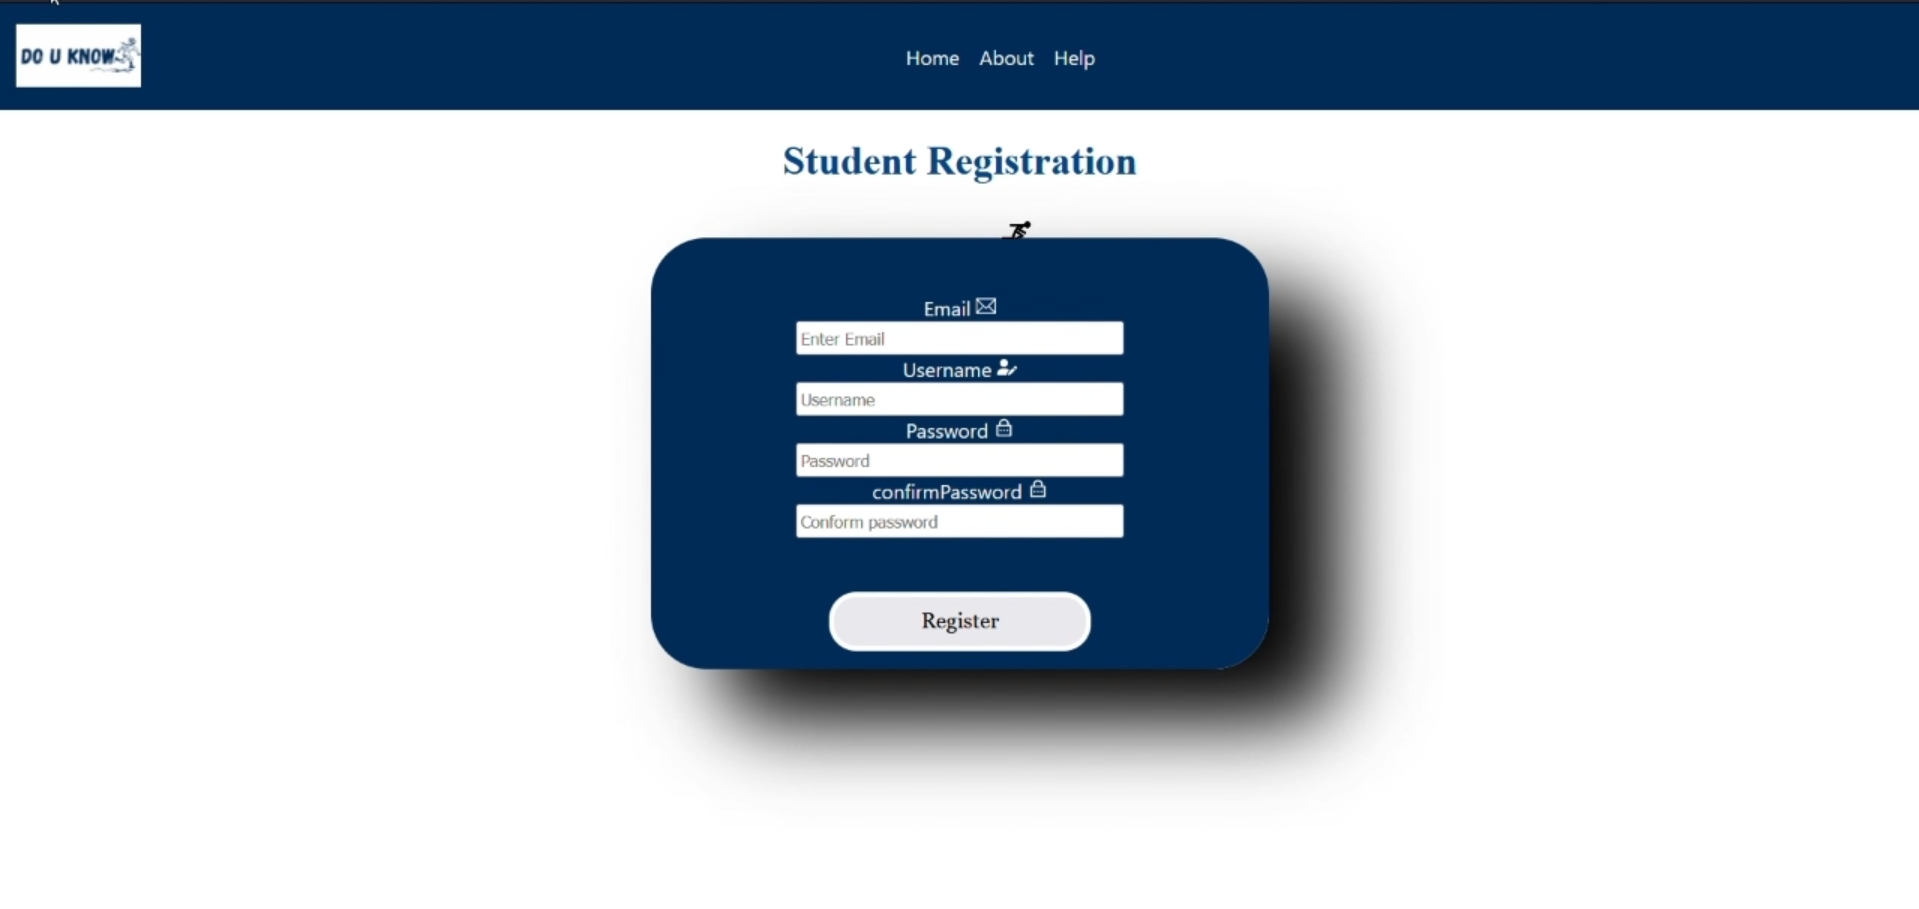 DO U KNOW
Home About Help
Student Registration
Email
Enter Email
Username
Username
Password
Password
confirmPassword
Conform password
Register